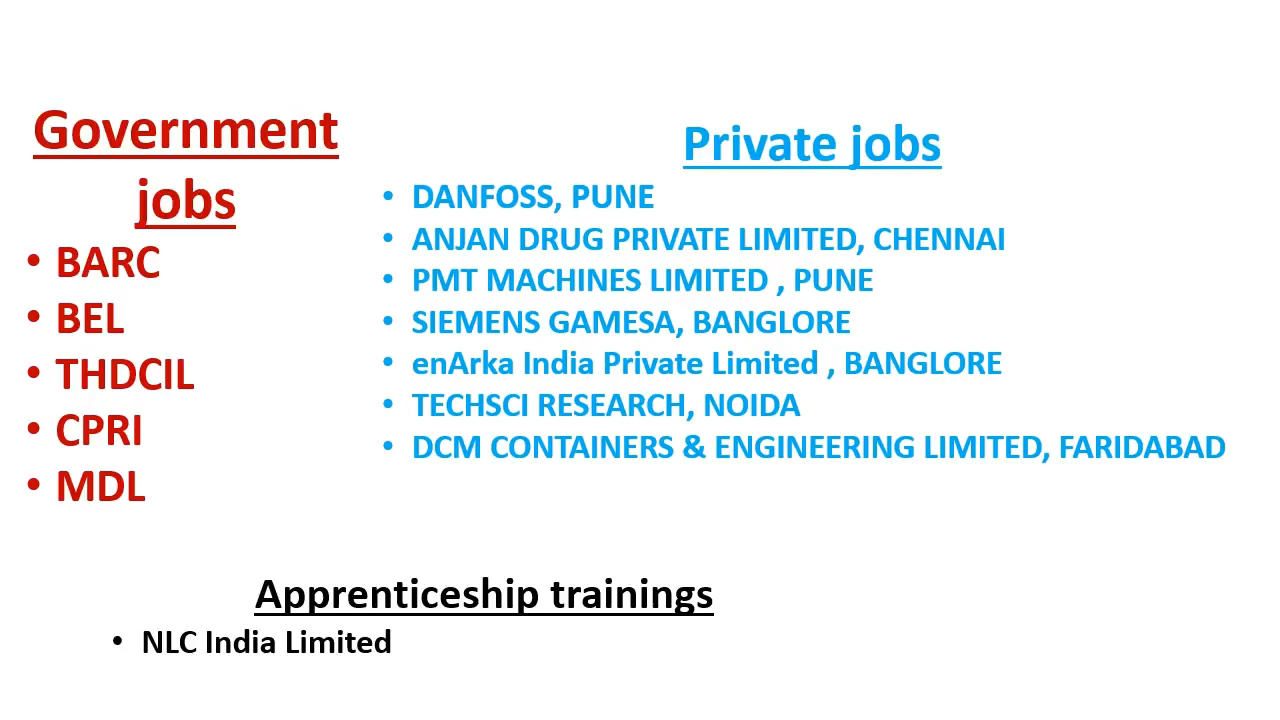 Government
jobs
• BARC
• BEL
• THDCIL
• CPRI
• MDL
Private jobs
• DANFOSS, PUNE
• ANJAN DRUG PRIVATE LIMITED, CHENNAI
• PMT MACHINES LIMITED , PUNE
• SIEMENS GAMESA, BANGLORE
• enArka India Private Limited , BANGLORE
• TECHSCI RESEARCH, NOIDA
• DCM CONTAINERS & ENGINEERING LIMITED, FARIDABAD
Apprenticeship trainings
• NLC India Limited